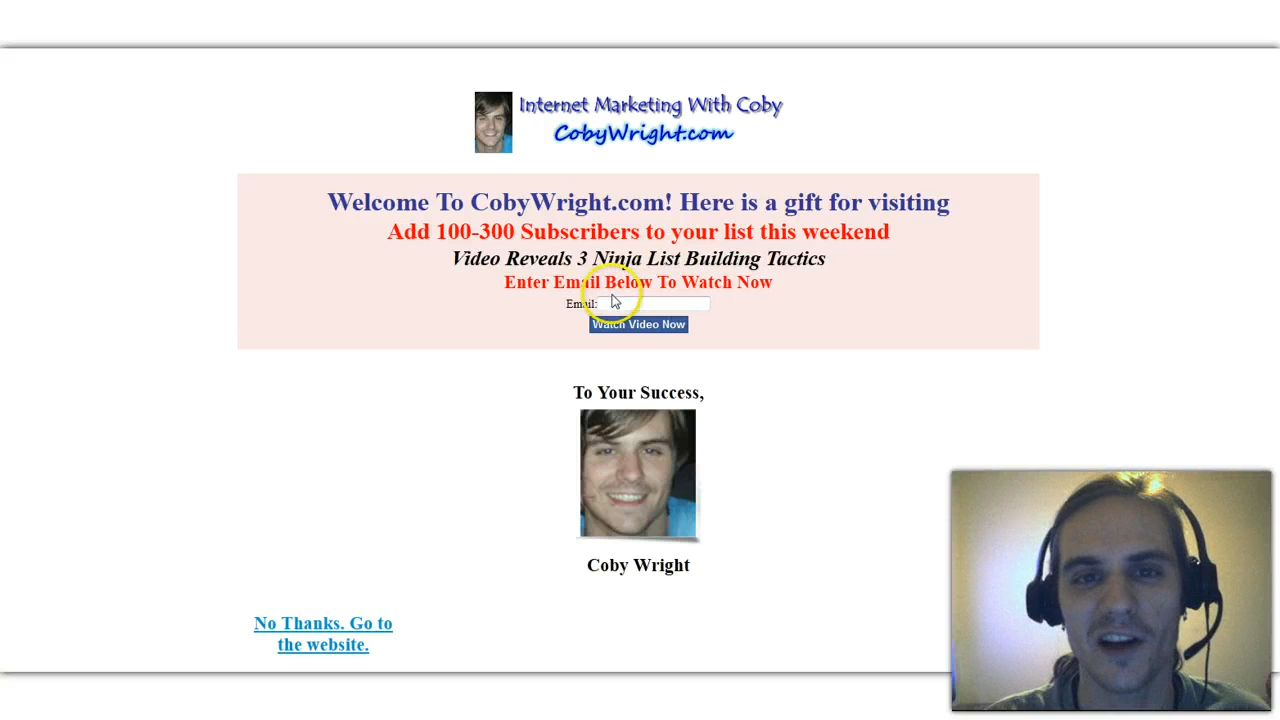 Internet Marketing With Coby
CobyWright.com
Welcome To CobyWright.com! Here is a gift for visiting
Add 100-300 Subscribers to your list this weekend
Video Reveals 3 Ninja List Building Tactics
Enter Email Below To Watch Now
Email:
Watch Video Now
To Your Success,
Coby Wright
No Thanks. Go to
the website.